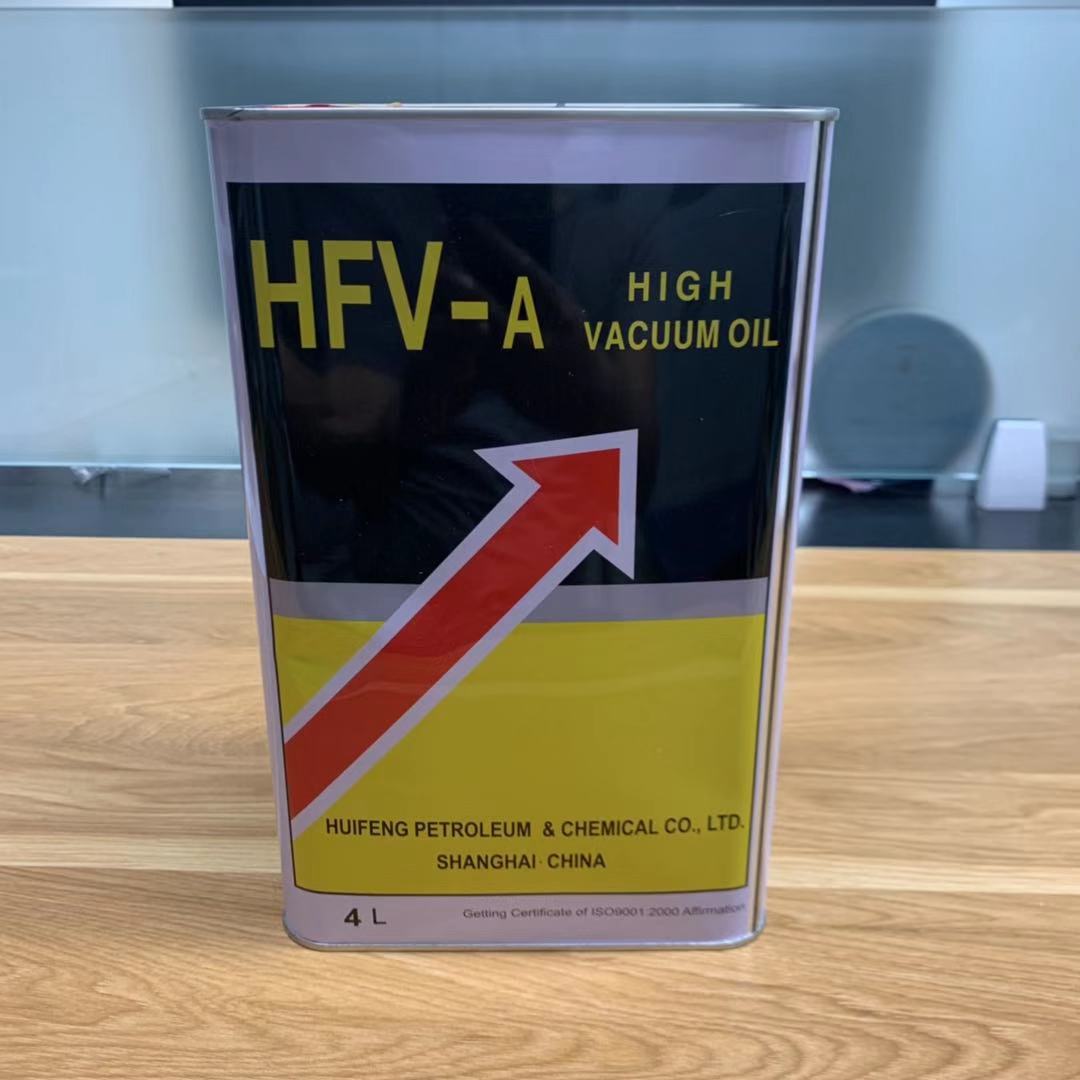 HFV-A
HIGH
VACUUM OIL
HUIFENG PETROLEUM & CHEMICAL CO., LTD.
SHANGHAI · CHINA
4 L
Getting Certificate of ISO9001:2000 Affirmation